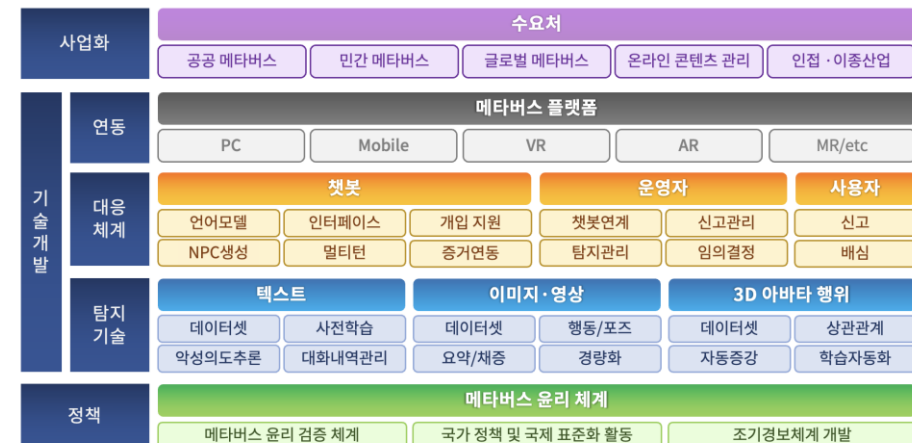 사업화
수요처
공공 메타버스
민간 메타버스
글로벌 메타버스
온라인 콘텐츠 관리
인접·이종산업
기술개발
연동
메타버스 플랫폼
PC
Mobile
VR
AR
MR/etc
대응
체계
챗봇
운영자
사용자
언어모델
인터페이스
개입 지원
챗봇연계
신고관리
신고
NPC생성
멀티턴
증거연동
탐지관리
임의결정
배심
탐지
기술
텍스트
이미지·영상
3D 아바타 행위
데이터셋
사전학습
데이터셋
행동/포즈
데이터셋
상관관계
악성의도추론
대화내역관리
요약/채증
경량화
자동증강
학습자동화
정책
메타버스 윤리 체계
메타버스 윤리 검증 체계
국가 정책 및 국제 표준화 활동
조기경보체계 개발